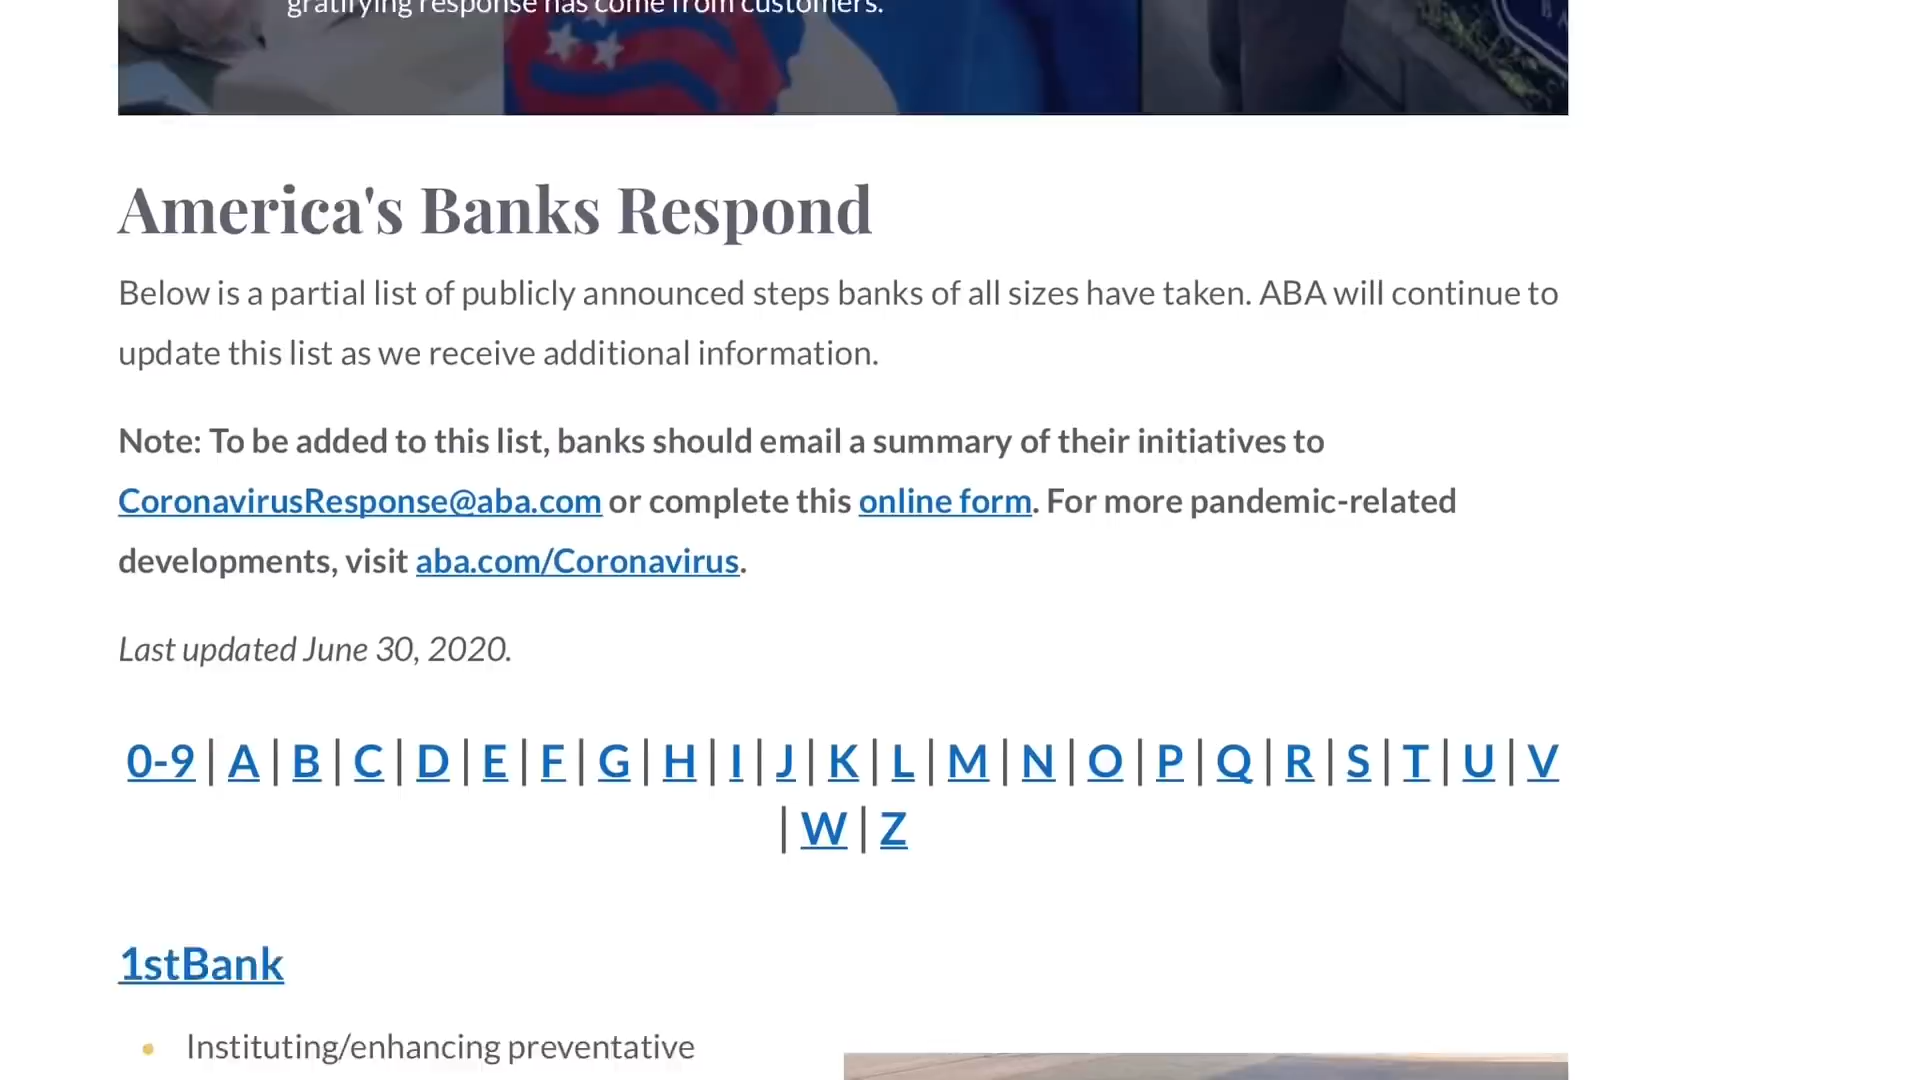 gratifying response has come from customers.
America's Banks Respond
Below is a partial list of publicly announced steps banks of all sizes have taken. ABA will continue to
update this list as we receive additional information.
Note: To be added to this list, banks should email a summary of their initiatives to
CoronavirusResponse@aba.com or complete this online form. For more pandemic-related
developments, visit aba.com/Coronavirus.
Last updated June 30, 2020.
0-9 | A | B | C | D | E | F | G | H | I | J | K | L | M | N | O | P | Q | R | S | T | U | V
| W | Z
1stBank
• Instituting/enhancing preventative